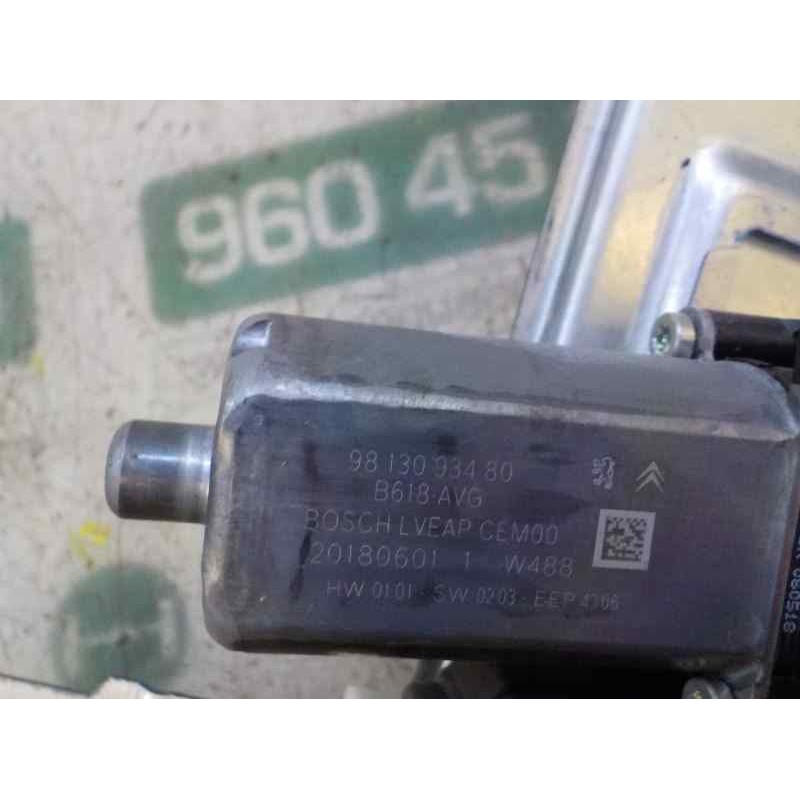 960 45
98 130 934 80
B618-AVG
BOSCH LVEAP CEM00
20180601 1 W488
HW 01.01 - SW 02.03 - EEP
080518